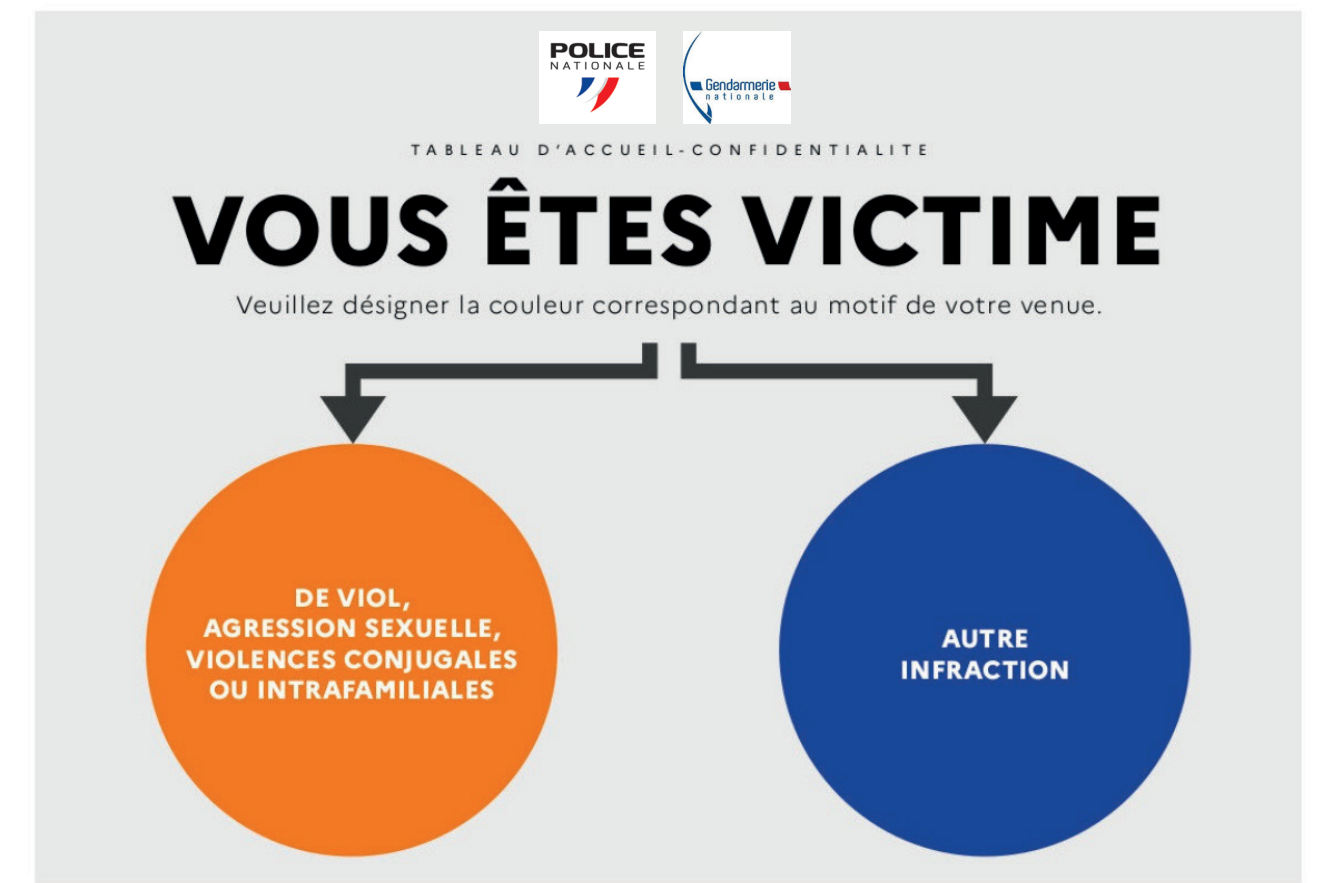 POLICE
NATIONALE
Gendarmerie
nationale
TABLEAU D'ACCUEIL-CONFIDENTIALITE
VOUS ÊTES VICTIME
Veuillez désigner la couleur correspondant au motif de votre venue.
DE VIOL,
AGRESSION SEXUELLE,
VIOLENCES CONJUGALES
OU INTRAFAMILIALES
AUTRE
INFRACTION